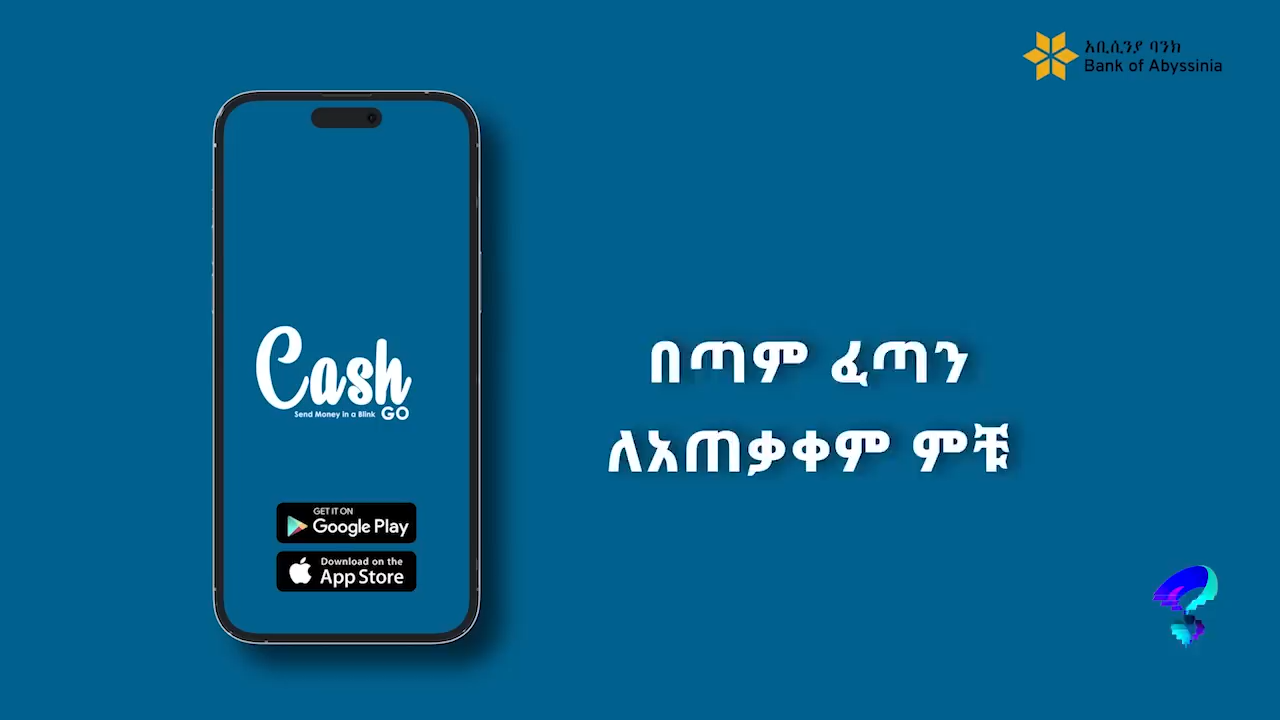 አቢሲንያ ባንክ
Bank of Abyssinia
በጣም ፈጣን
ለአጠቃቀም ምቹ
Cash
Send Money in a Blink GO
GET IT ON
Google Play
Download on the
App Store